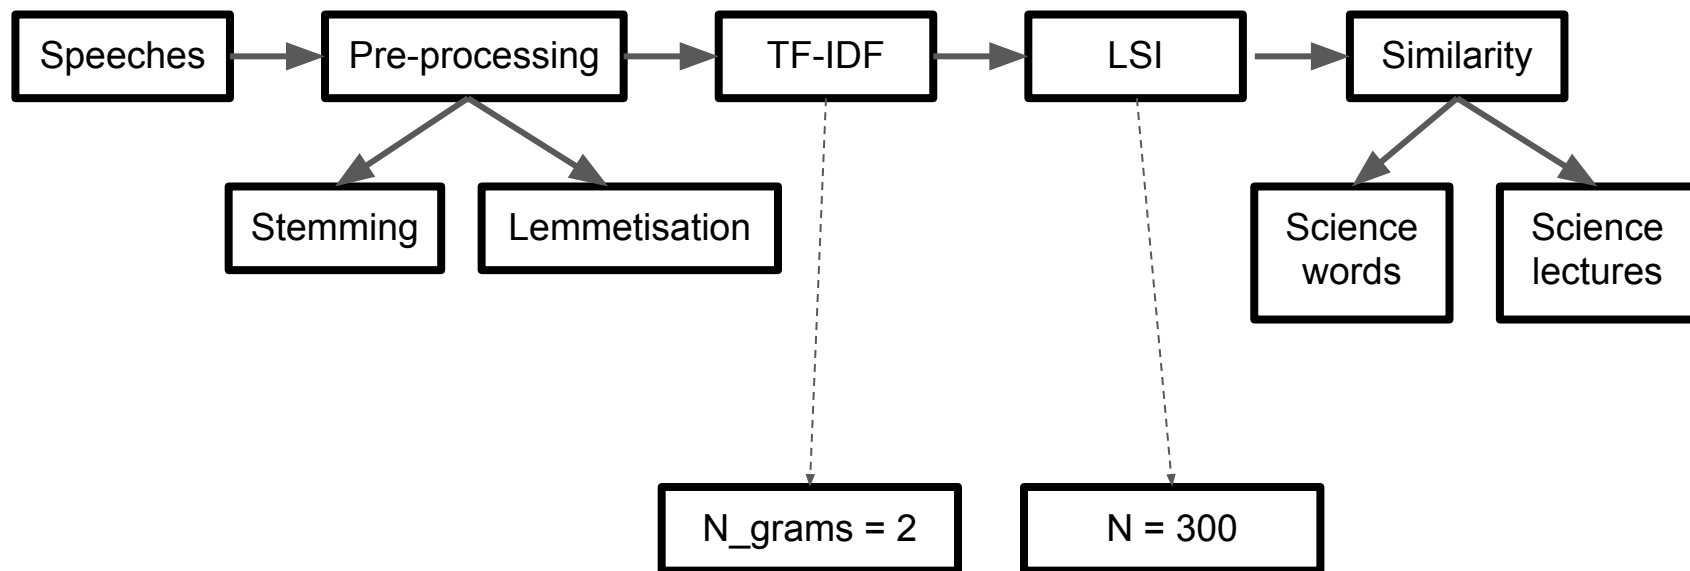 Speeches
Pre-processing
TF-IDF
LSI
Similarity
Stemming
Lemmetisation
Science
words
Science
lectures
N_grams = 2
N = 300